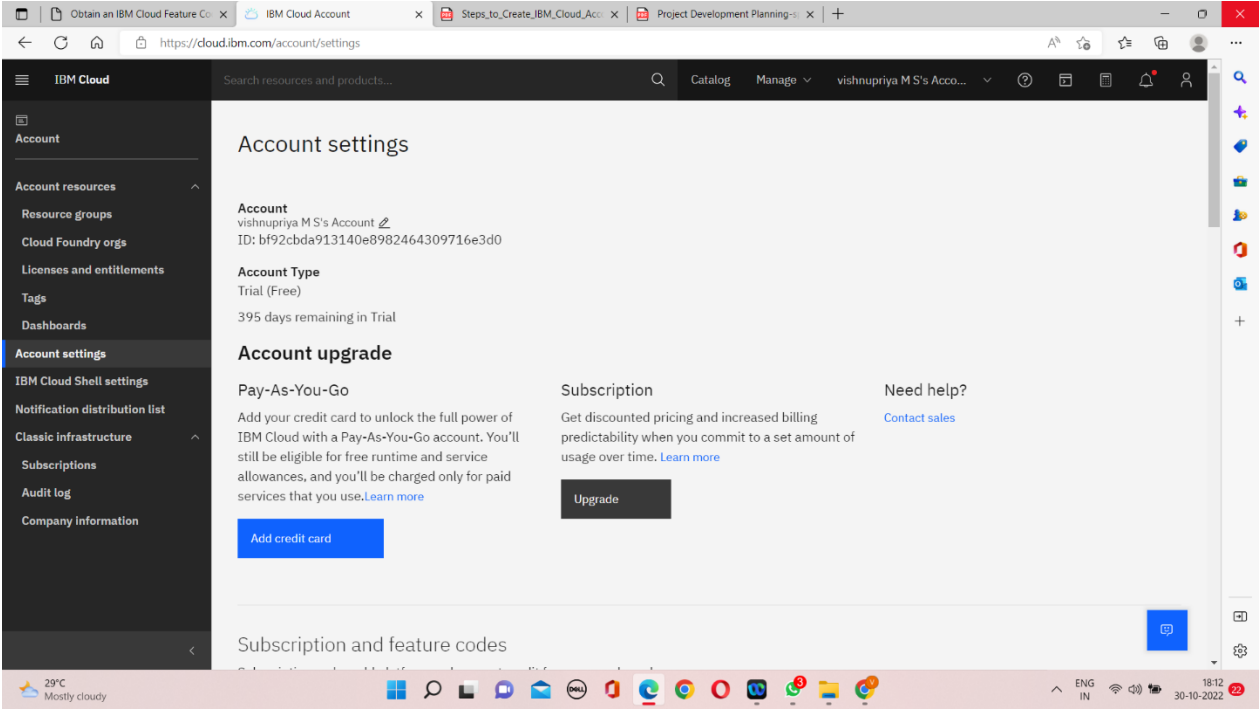 Obtain an IBM Cloud Feature Co
IBM Cloud Account
Steps_to_Create_IBM_Cloud_Acco
Project Development Planning-s
https://cloud.ibm.com/account/settings
IBM Cloud
Search resources and products...
Catalog
Manage
vishnupriya M S's Acco...
Account
Account resources
Resource groups
Cloud Foundry orgs
Licenses and entitlements
Tags
Dashboards
Account settings
IBM Cloud Shell settings
Notification distribution list
Classic infrastructure
Subscriptions
Audit log
Company information
Account settings
Account
vishnupriya M S's Account
ID: bf92cbda913140e8982464309716e3d0
Account Type
Trial (Free)
395 days remaining in Trial
Account upgrade
Pay-As-You-Go
Add your credit card to unlock the full power of
IBM Cloud with a Pay-As-You-Go account. You'll
still be eligible for free runtime and service
allowances, and you'll be charged only for paid
services that you use.Learn more
Add credit card
Subscription
Get discounted pricing and increased billing
predictability when you commit to a set amount of
usage over time. Learn more
Upgrade
Need help?
Contact sales
Subscription and feature codes
29°C
Mostly cloudy
DELL
3
ENG
IN
18:12
30-10-2022
22